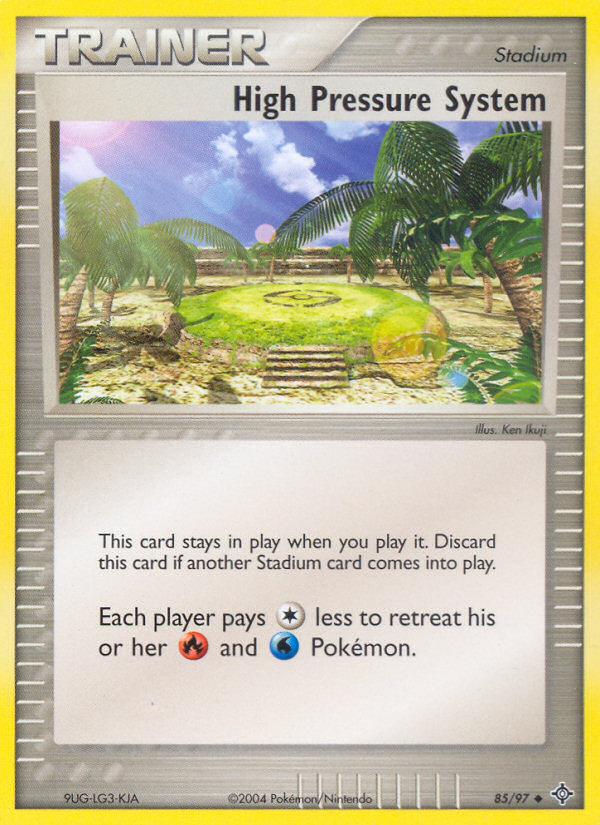 TRAINER
Stadium
High Pressure System
Illus. Ken Ikuji
This card stays in play when you play it. Discard
this card if another Stadium card comes into play.
Each player pays less to retreat his
or her and Pokémon.
9UG-LG3-KJA ©2004 Pokémon/Nintendo 85/97